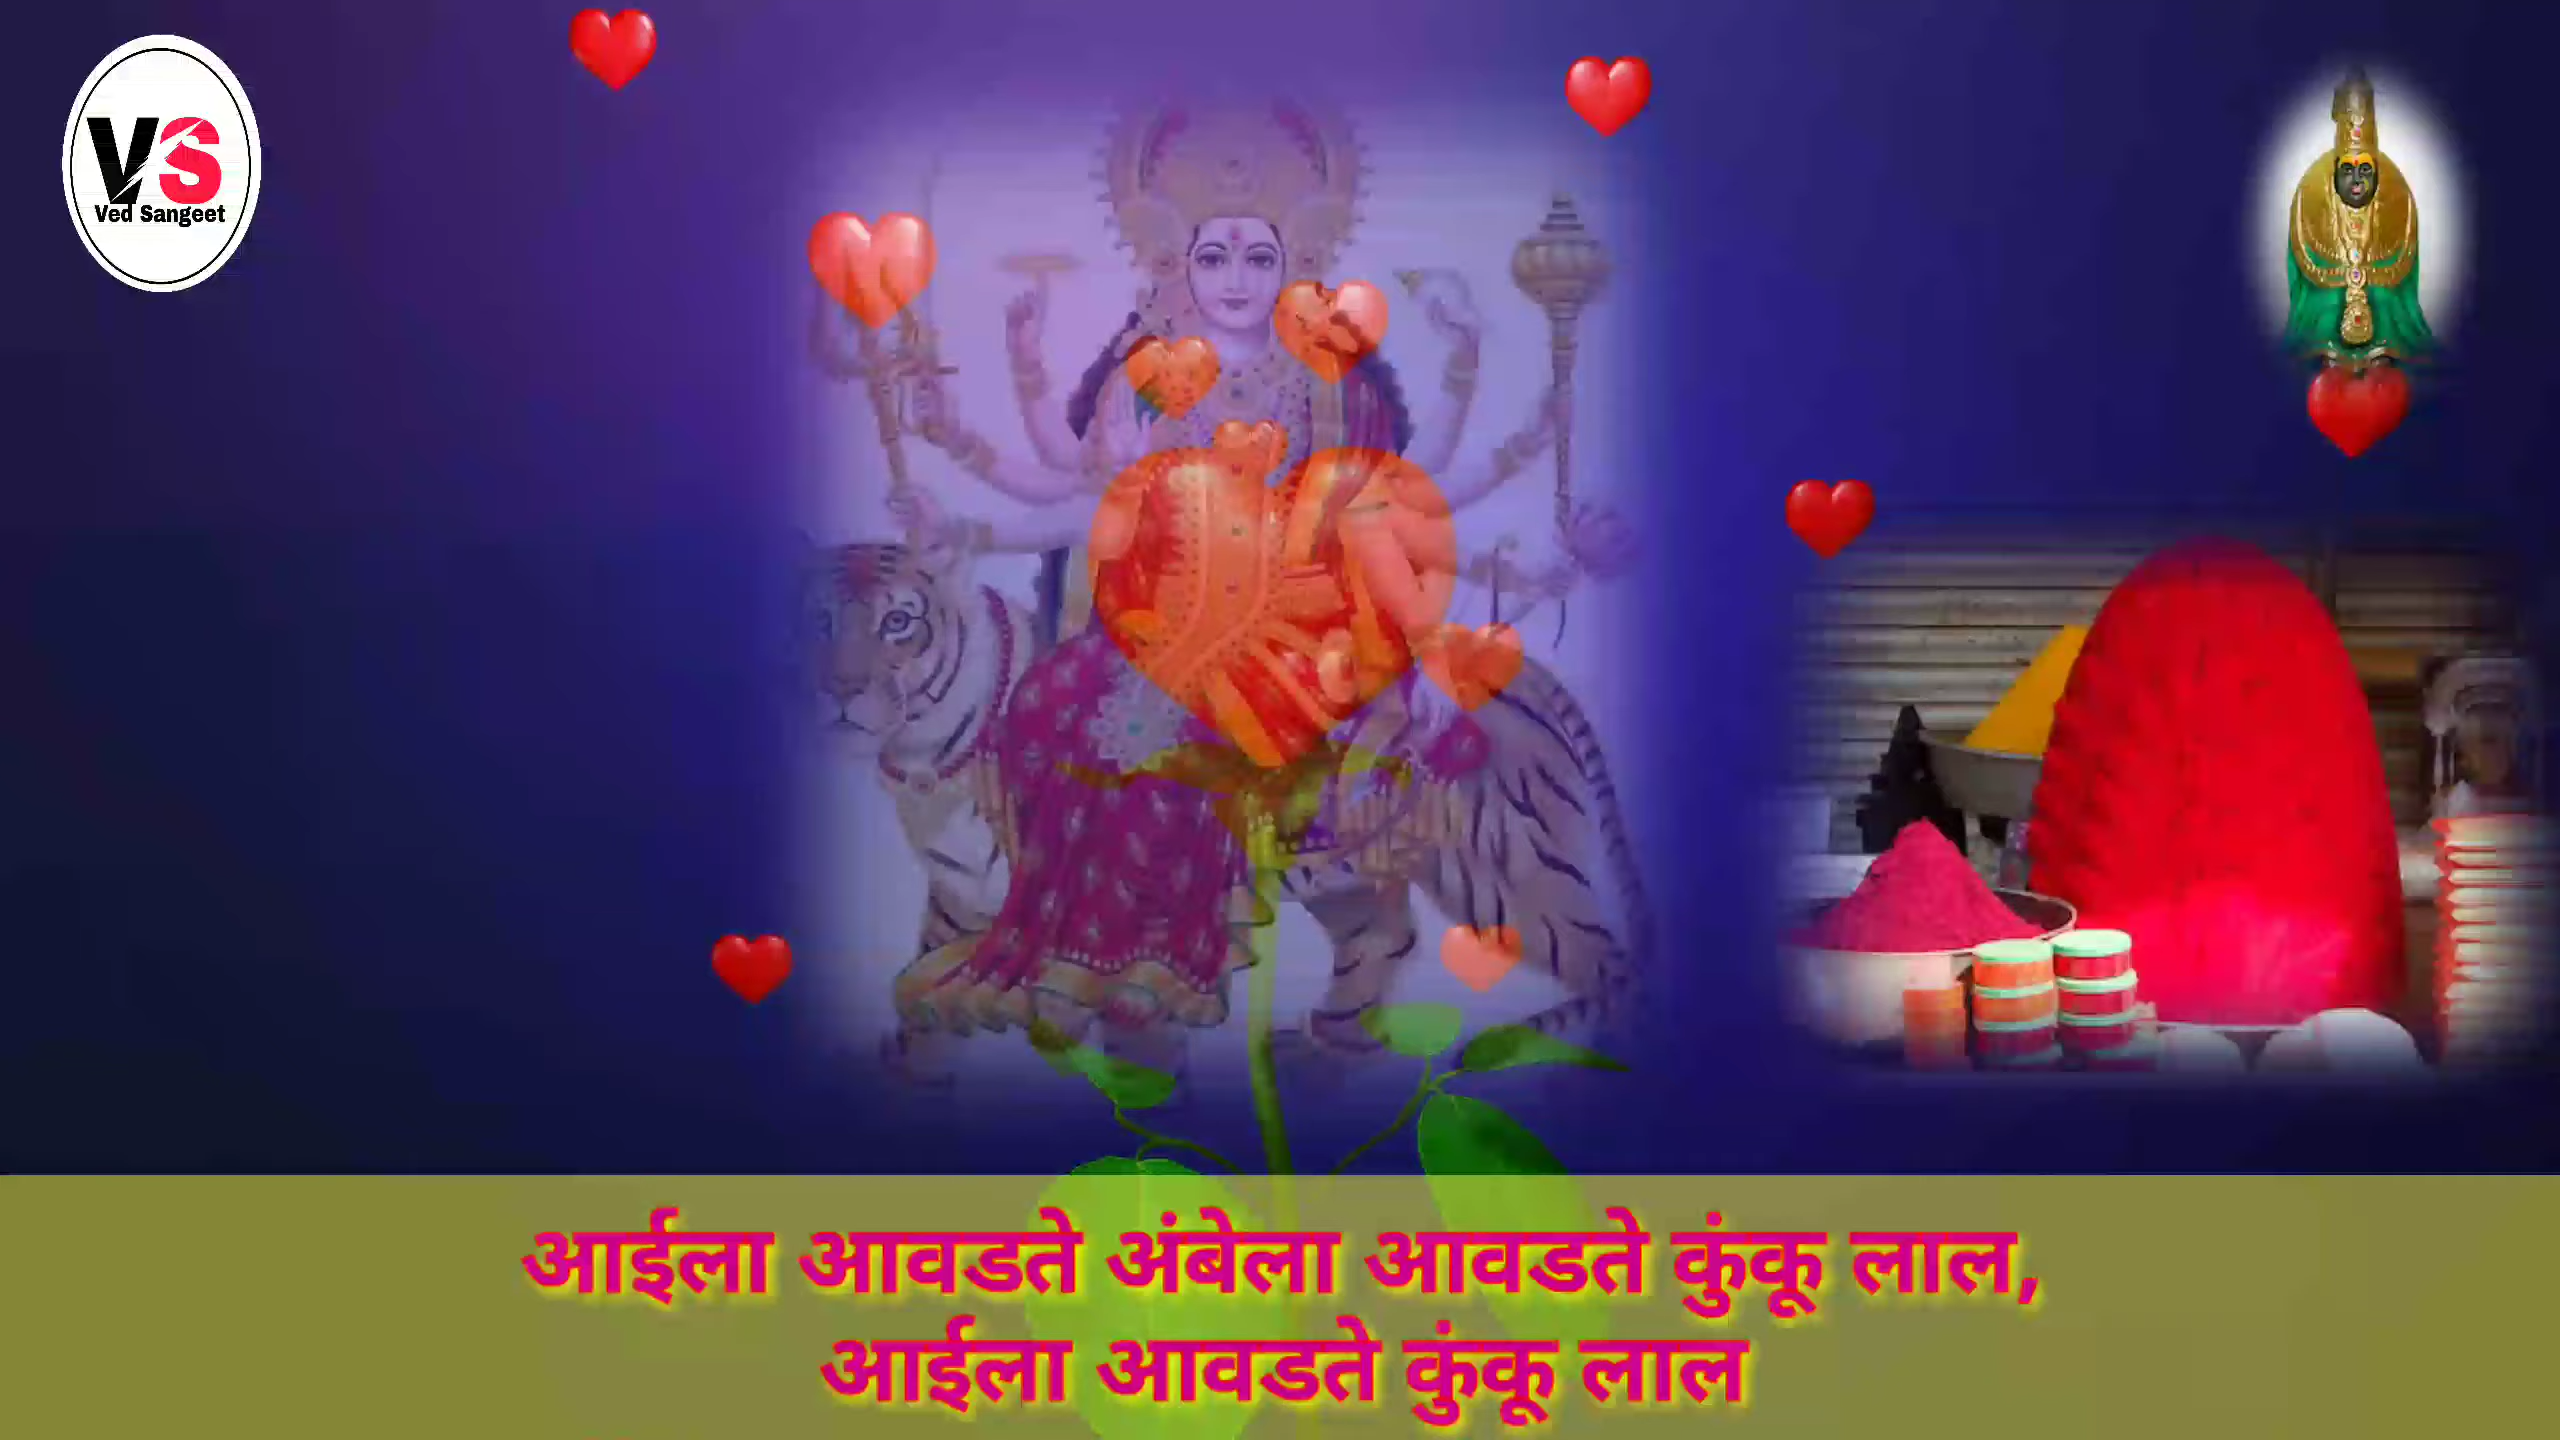 VS
Ved Sangeet
आईला आवडते अंबेला आवडते कुंकू लाल,
आईला आवडते कुंकू लाल